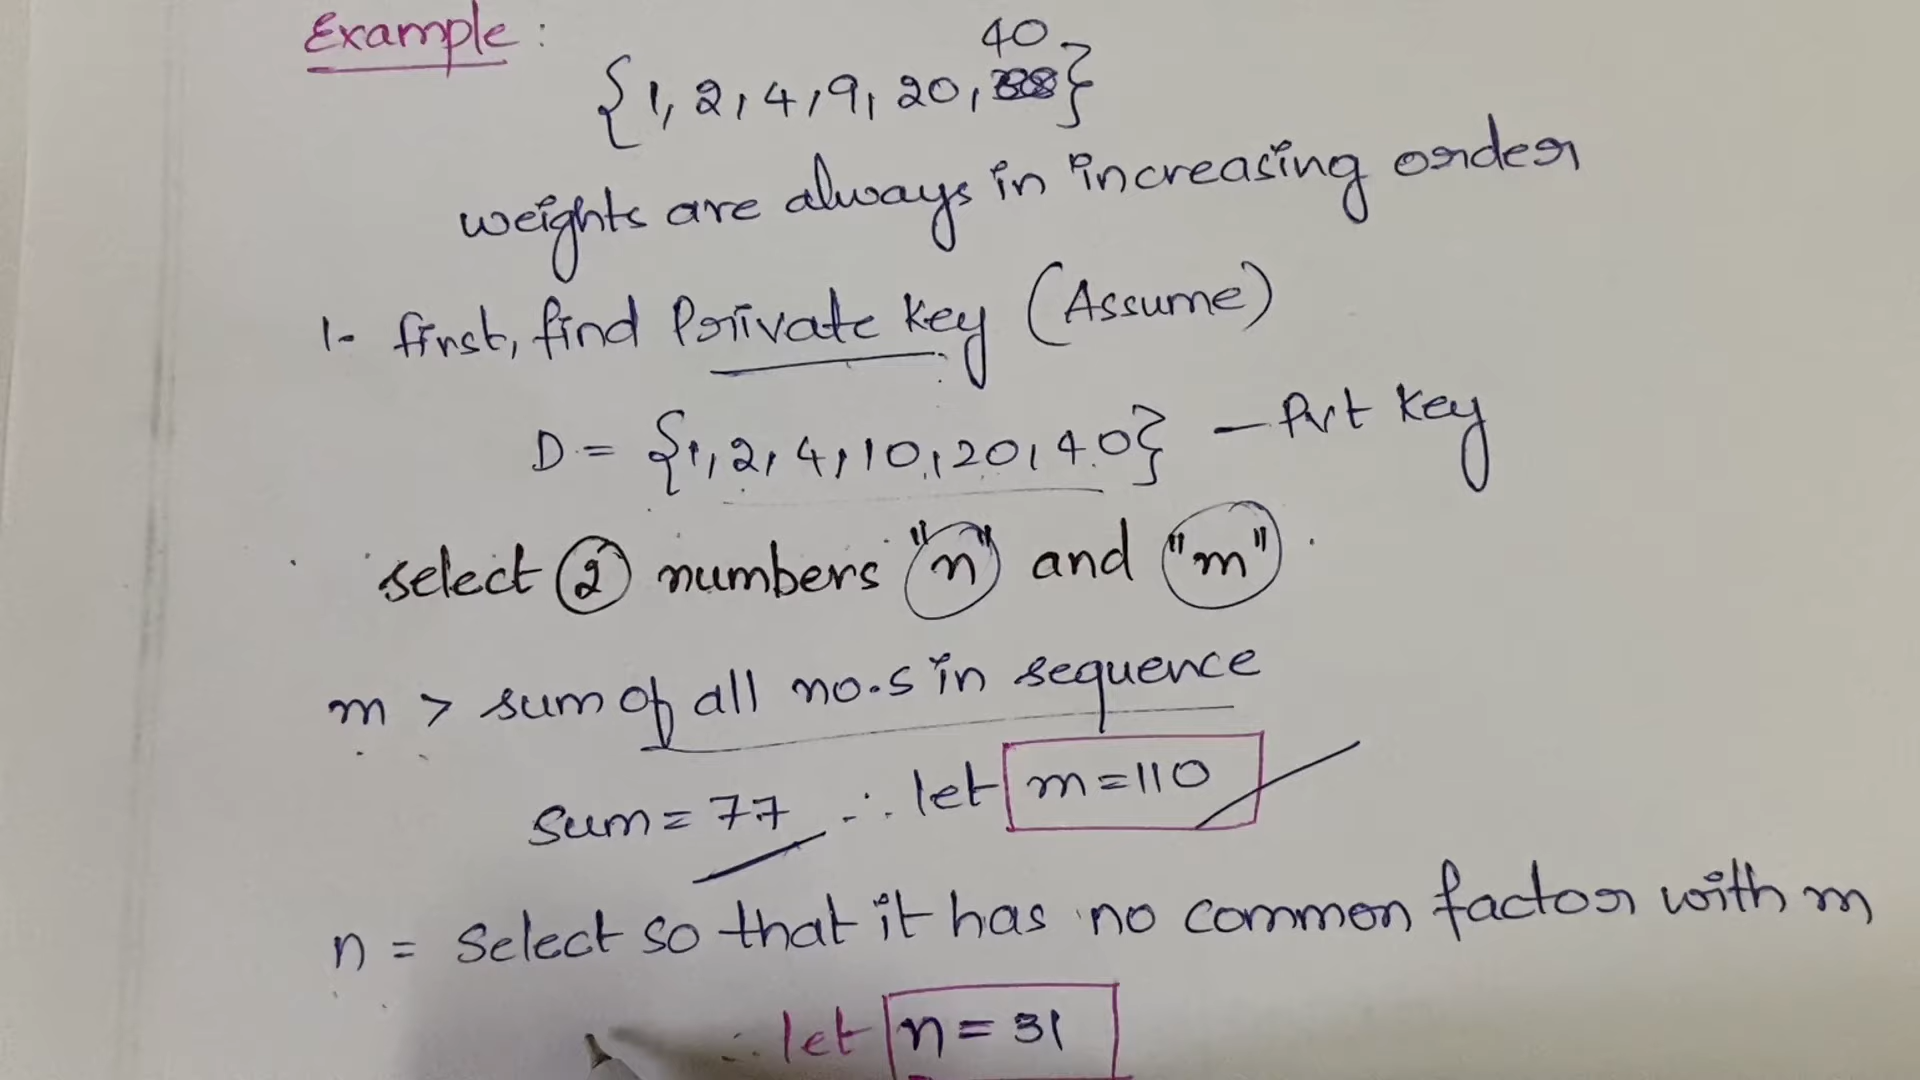 Example:
40
{1, 2, 4, 9, 20, }
weights are always in increasing order
1. first, find Private key (Assume)
D = {1, 2, 4, 10, 20, 40} - Pvt key
select 2 numbers "n" and "m".
m > sum of all no.s in sequence
sum = 77 ∴ let m = 110
n = select so that it has no common factor with m
∴ let n = 31